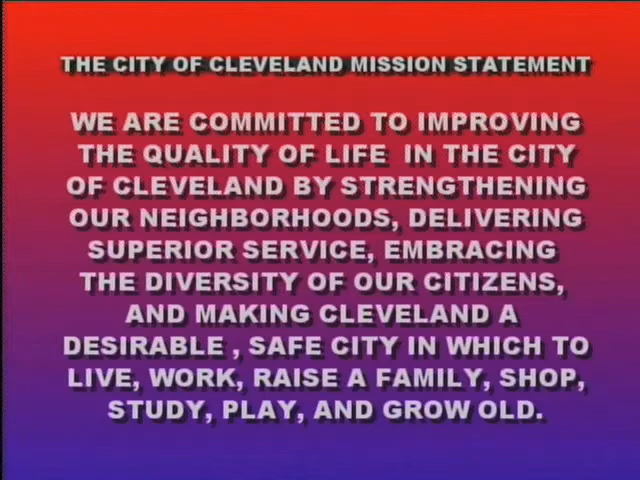 THE CITY OF CLEVELAND MISSION STATEMENT
WE ARE COMMITTED TO IMPROVING
THE QUALITY OF LIFE IN THE CITY
OF CLEVELAND BY STRENGTHENING
OUR NEIGHBORHOODS, DELIVERING
SUPERIOR SERVICE, EMBRACING
THE DIVERSITY OF OUR CITIZENS,
AND MAKING CLEVELAND A
DESIRABLE , SAFE CITY IN WHICH TO
LIVE, WORK, RAISE A FAMILY, SHOP,
STUDY, PLAY, AND GROW OLD.